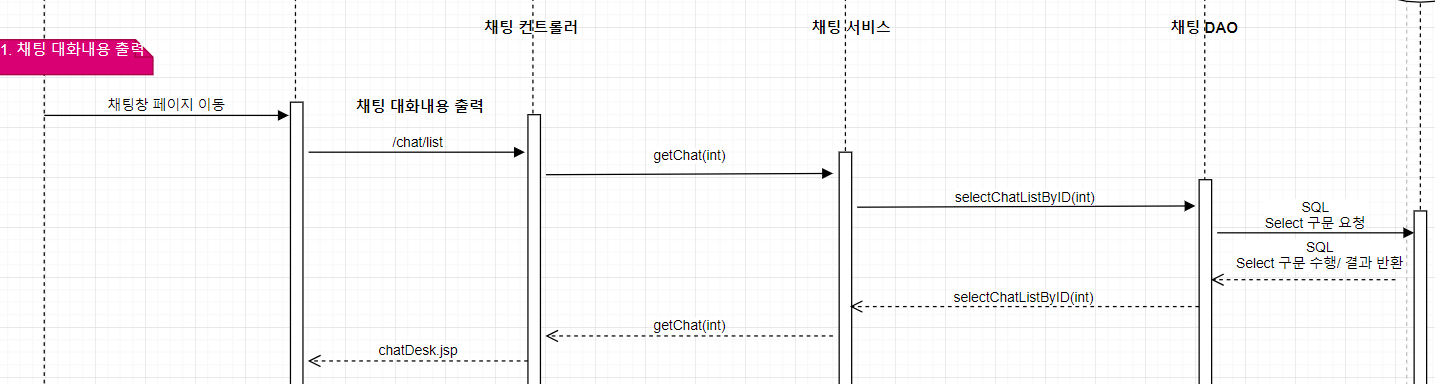 채팅 컨트롤러
채팅 서비스
채팅 DAO
1. 채팅 대화내용 출력
채팅창 페이지 이동
채팅 대화내용 출력
/chat/list
getChat(int)
selectChatListByID(int)
SQL
Select 구문 요청
SQL
Select 구문 수행/ 결과 반환
selectChatListByID(int)
getChat(int)
chatDesk.jsp